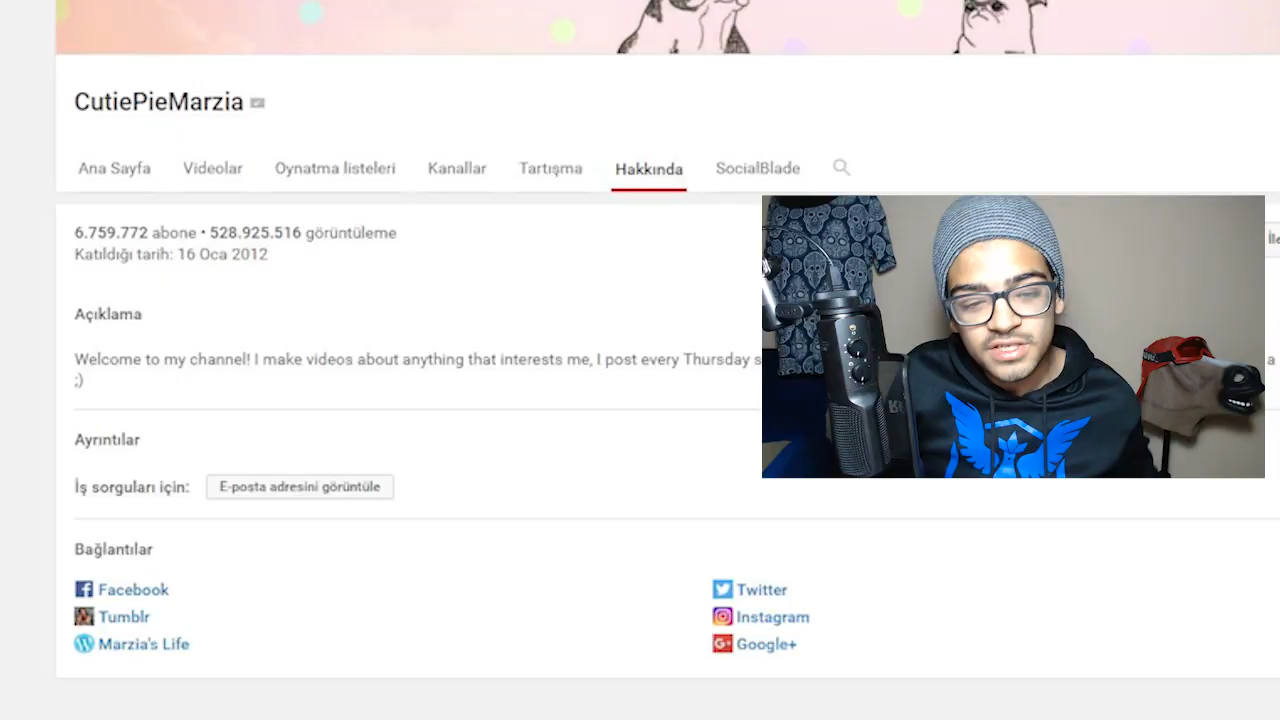 CutiePieMarzia
Ana Sayfa Videolar Oynatma listeleri Kanallar Tartışma Hakkında SocialBlade
6.759.772 abone • 528.925.516 görüntüleme
Katıldığı tarih: 16 Oca 2012
Açıklama
Welcome to my channel! I make videos about anything that interests me, I post every Thursday
;)
Ayrıntılar
İş sorguları için: E-posta adresini görüntüle
Bağlantılar
Facebook Twitter
Tumblr Instagram
Marzia's Life Google+